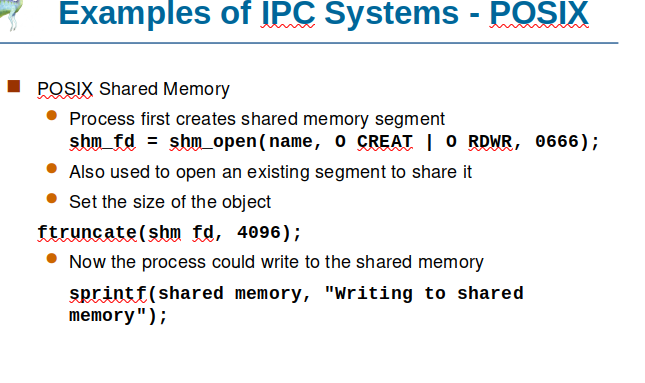 Examples of IPC Systems - POSIX
POSIX Shared Memory
Process first creates shared memory segment
shm_fd = shm_open(name, O CREAT | O RDWR, 0666);
Also used to open an existing segment to share it
Set the size of the object
ftruncate(shm fd, 4096);
Now the process could write to the shared memory
sprintf(shared memory, "Writing to shared
memory");